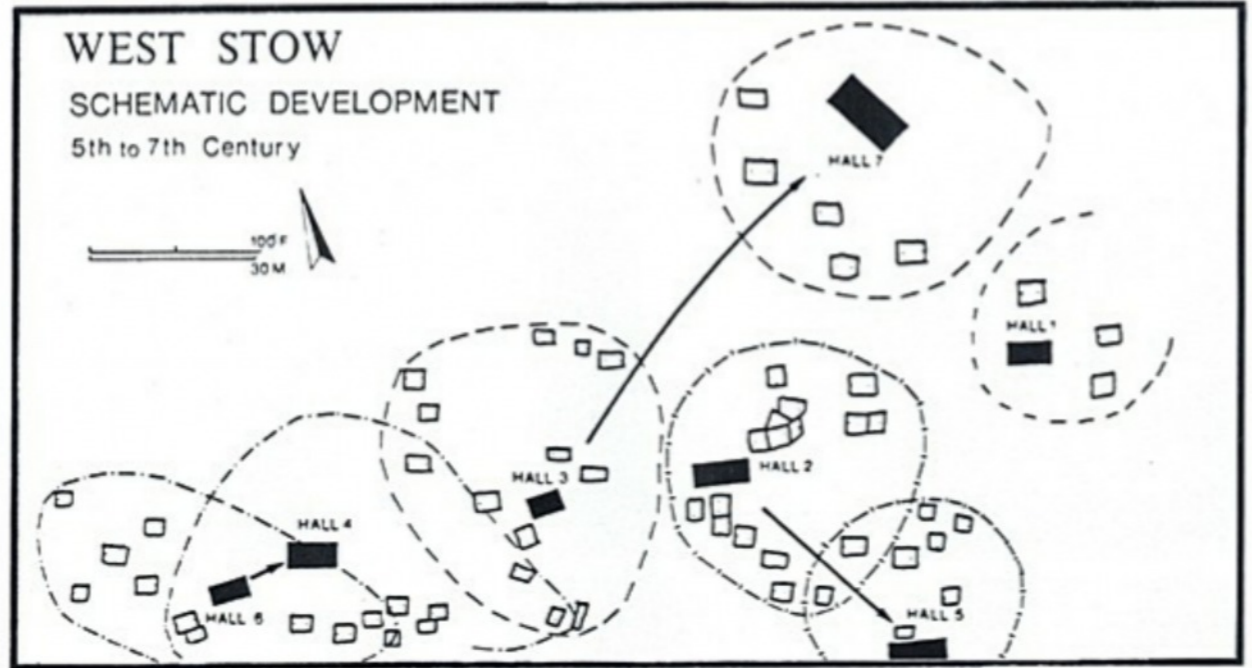 WEST STOW
SCHEMATIC DEVELOPMENT
5th to 7th Century
100 F
30 M
HALL 7
HALL 1
HALL 3
HALL 2
HALL 4
HALL 6
HALL 5